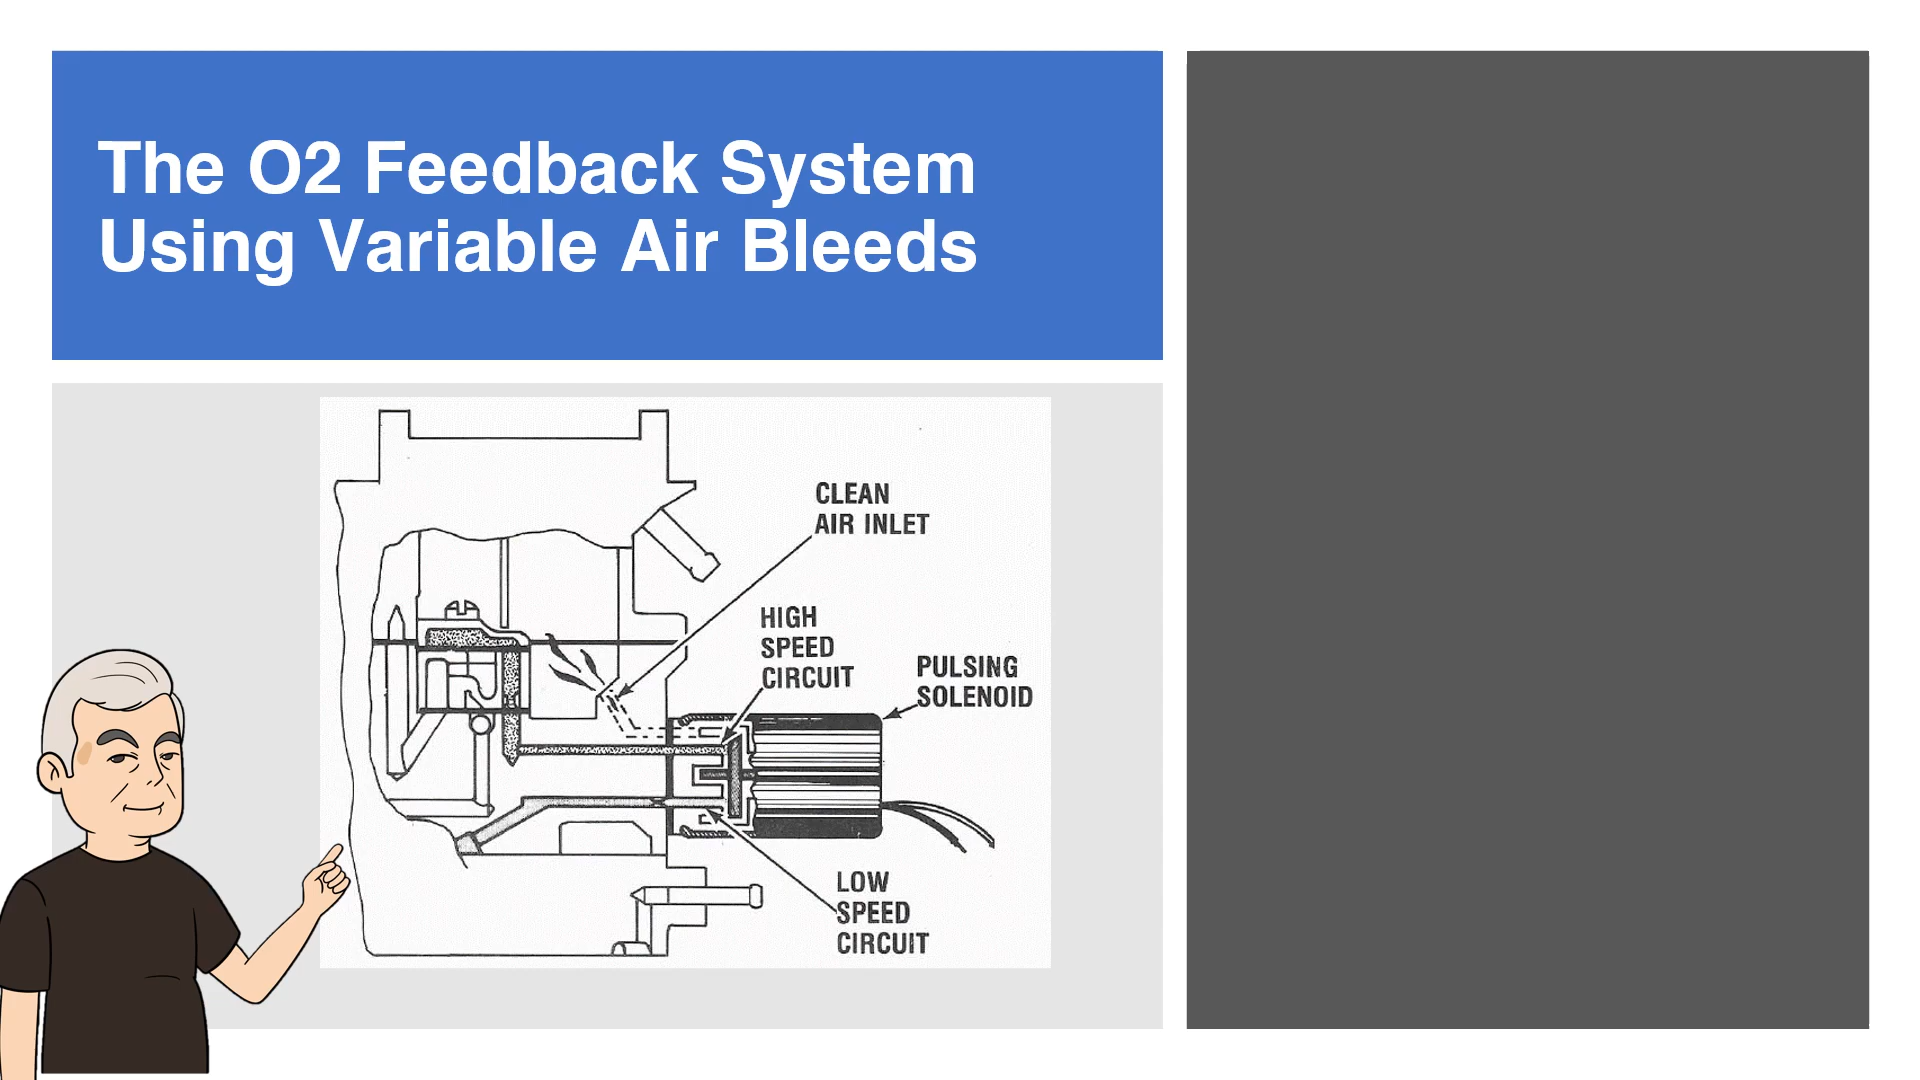 The O2 Feedback System
Using Variable Air Bleeds
CLEAN
AIR INLET
HIGH
SPEED
CIRCUIT
PULSING
SOLENOID
LOW
SPEED
CIRCUIT